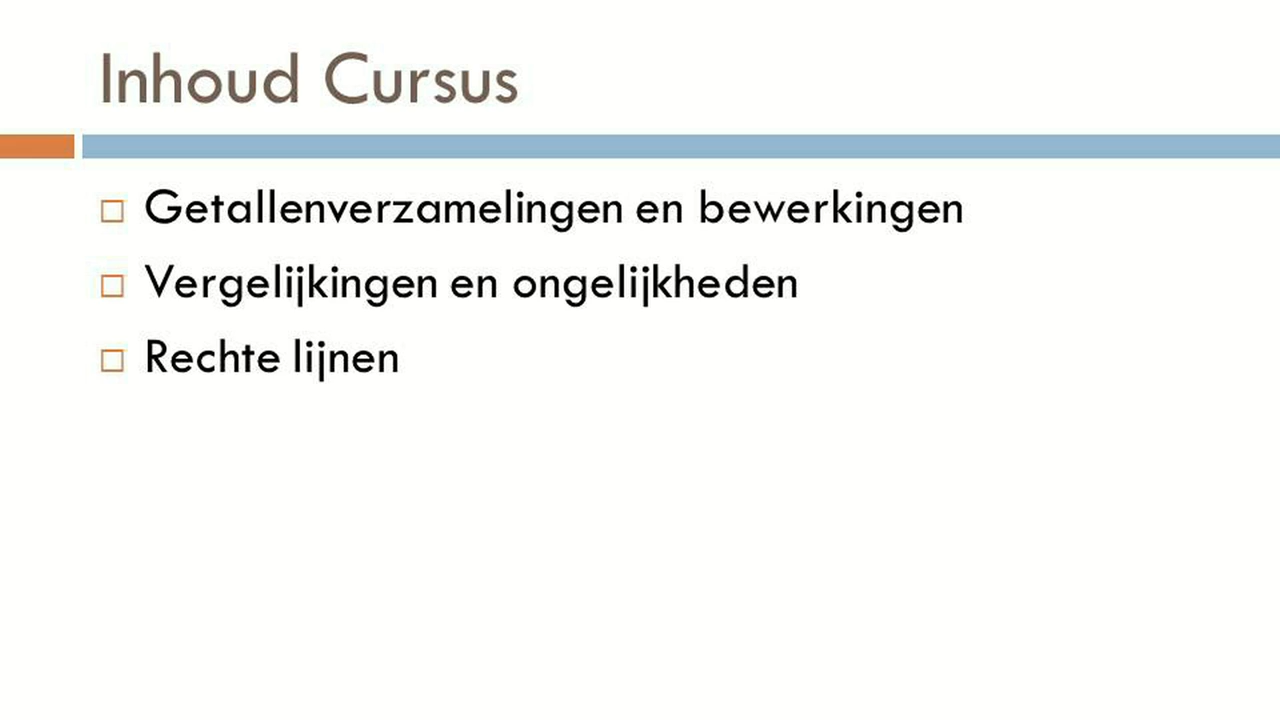 Inhoud Cursus
Getallenverzamelingen en bewerkingen
Vergelijkingen en ongelijkheden
Rechte lijnen